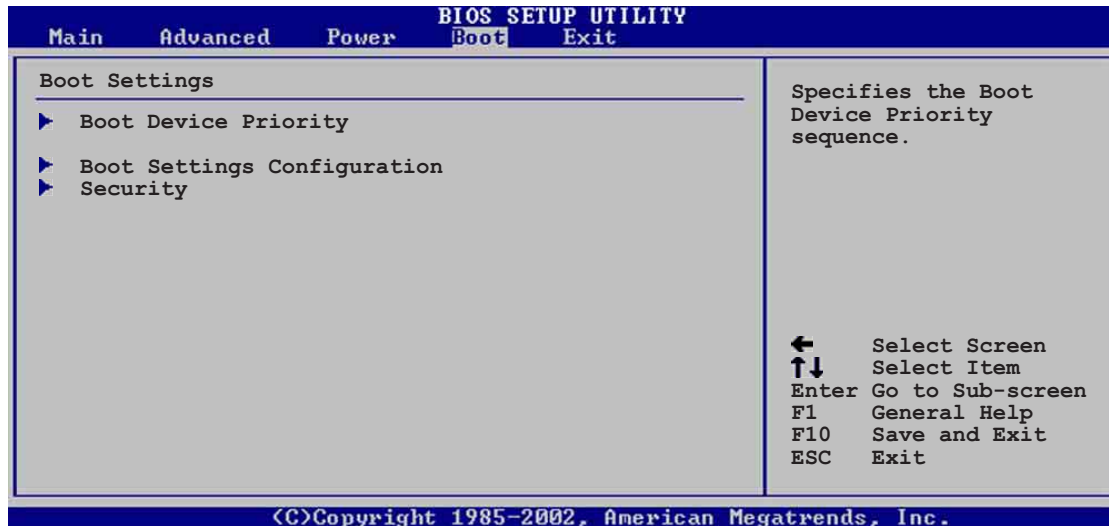 BIOS SETUP UTILITY
Main Advanced Power Boot Exit
Boot Settings
Boot Device Priority
Boot Settings Configuration
Security
Specifies the Boot
Device Priority
sequence.
← Select Screen
↑↓ Select Item
Enter Go to Sub-screen
F1 General Help
F10 Save and Exit
ESC Exit
(C)Copyright 1985-2002, American Megatrends, Inc.